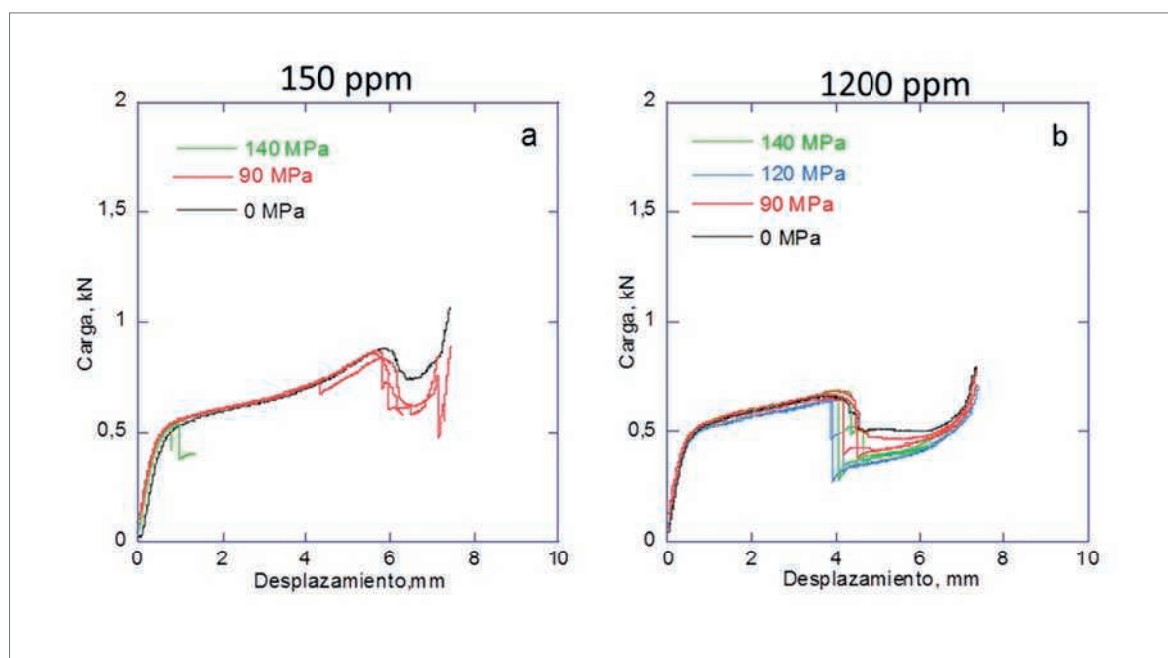 150 ppm
2
1,5
1
0,5
0
Carga, kN
140 MPa
90 MPa
0 MPa
a
0
2
4
6
8
10
Desplazamiento,mm
1200 ppm
2
1,5
1
0,5
0
Carga, kN
140 MPa
120 MPa
90 MPa
0 MPa
b
0
2
4
6
8
10
Desplazamiento, mm